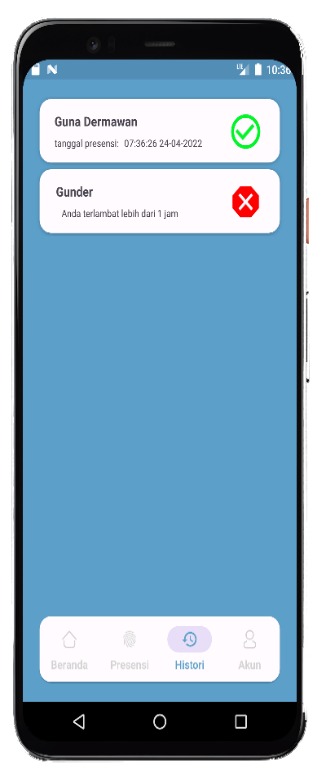 LTE 10:36
Guna Dermawan
tanggal presensi: 07:36:26 24-04-2022
Gunder
Anda terlambat lebih dari 1 jam
Beranda Presensi Histori Akun